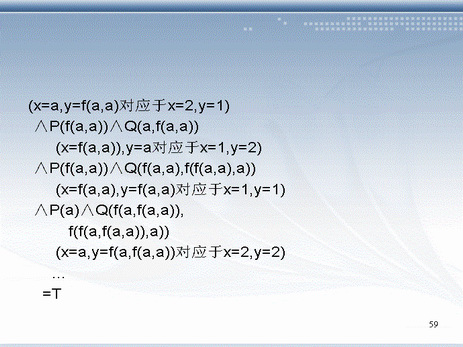 (x=a,y=f(a,a)对应于x=2,y=1)
∧P(f(a,a))∧Q(a,f(a,a))
(x=f(a,a)),y=a对应于x=1,y=2)
∧P(f(a,a))∧Q(f(a,a),f(f(a,a),a))
(x=f(a,a),y=f(a,a)对应于x=1,y=1)
∧P(a)∧Q(f(a,f(a,a)),
f(f(a,f(a,a)),a))
(x=a,y=f(a,f(a,a))对应于x=2,y=2)
…
=T
59